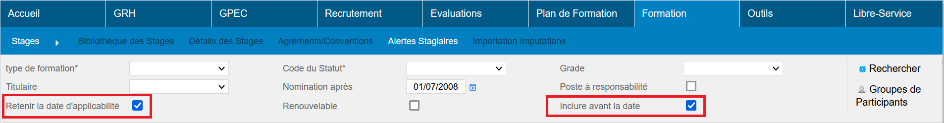 Accueil GRH GPEC Recrutement Evaluations Plan de Formation Formation Outils Libre-Service
Stages Bibliothèque des Stages Détails des Stages Agréments/Conventions Alertes Stagiaires Importation Imputations
type de formation* Code du Statut* Grade Rechercher
Titulaire Nomination après 01/07/2008 Poste à responsabilité Groupes de
Participants
Retenir la date d'applicabilité Renouvelable Inclure avant la date